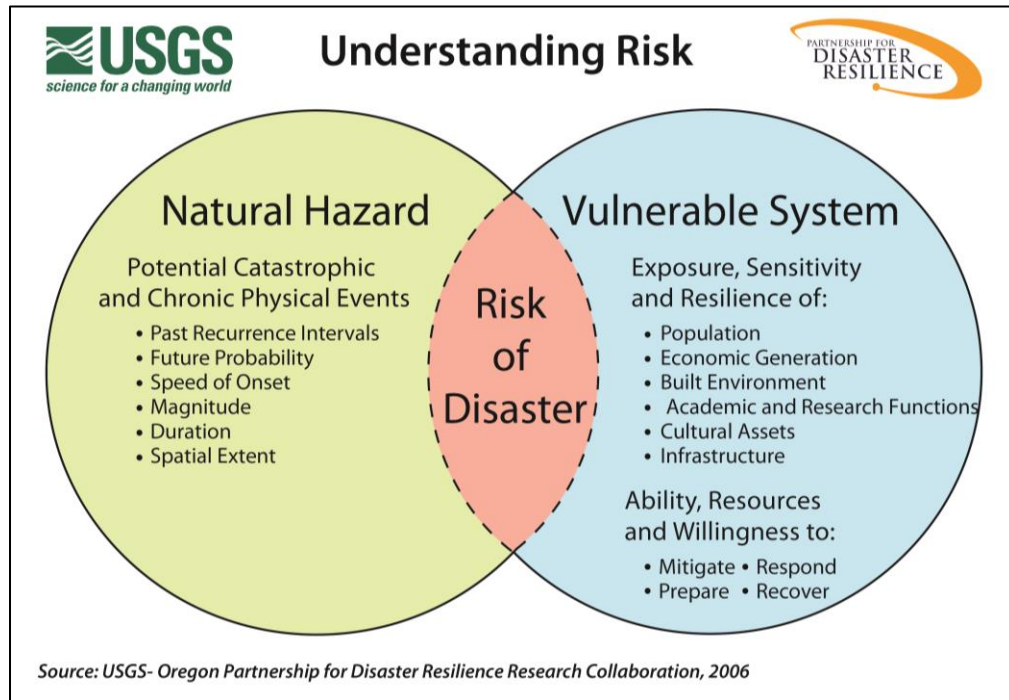 USGS
science for a changing world
Understanding Risk
PARTNERSHIP FOR
DISASTER
RESILIENCE
Natural Hazard
Potential Catastrophic
and Chronic Physical Events
• Past Recurrence Intervals
• Future Probability
• Speed of Onset
• Magnitude
• Duration
• Spatial Extent
Risk
of
Disaster
Vulnerable System
Exposure, Sensitivity
and Resilience of:
• Population
• Economic Generation
• Built Environment
• Academic and Research Functions
• Cultural Assets
• Infrastructure
Ability, Resources
and Willingness to:
• Mitigate • Respond
• Prepare • Recover
Source: USGS- Oregon Partnership for Disaster Resilience Research Collaboration, 2006